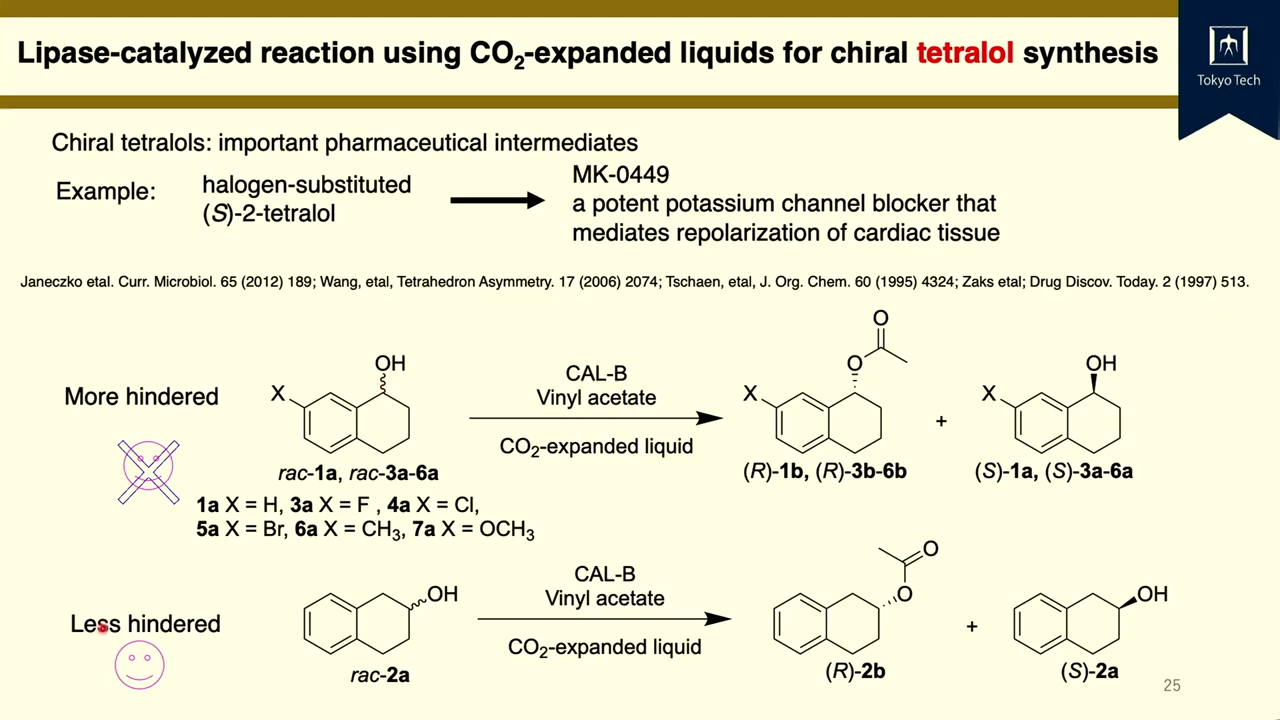 Lipase-catalyzed reaction using CO₂-expanded liquids for chiral tetralol synthesis
Tokyo Tech
Chiral tetralols: important pharmaceutical intermediates
Example:
halogen-substituted
(S)-2-tetralol
MK-0449
a potent potassium channel blocker that
mediates repolarization of cardiac tissue
Janeczko etal. Curr. Microbiol. 65 (2012) 189; Wang, etal, Tetrahedron Asymmetry. 17 (2006) 2074; Tschaen, etal, J. Org. Chem. 60 (1995) 4324; Zaks etal; Drug Discov. Today. 2 (1997) 513.
More hindered
X
OH
CAL-B
Vinyl acetate
CO₂-expanded liquid
X
O
O
+
X
OH
rac-1a, rac-3a-6a
(R)-1b, (R)-3b-6b
(S)-1a, (S)-3a-6a
1a X = H, 3a X = F , 4a X = Cl,
5a X = Br, 6a X = CH₃, 7a X = OCH₃
Less hindered
OH
CAL-B
Vinyl acetate
CO₂-expanded liquid
O
O
+
OH
rac-2a
(R)-2b
(S)-2a
25